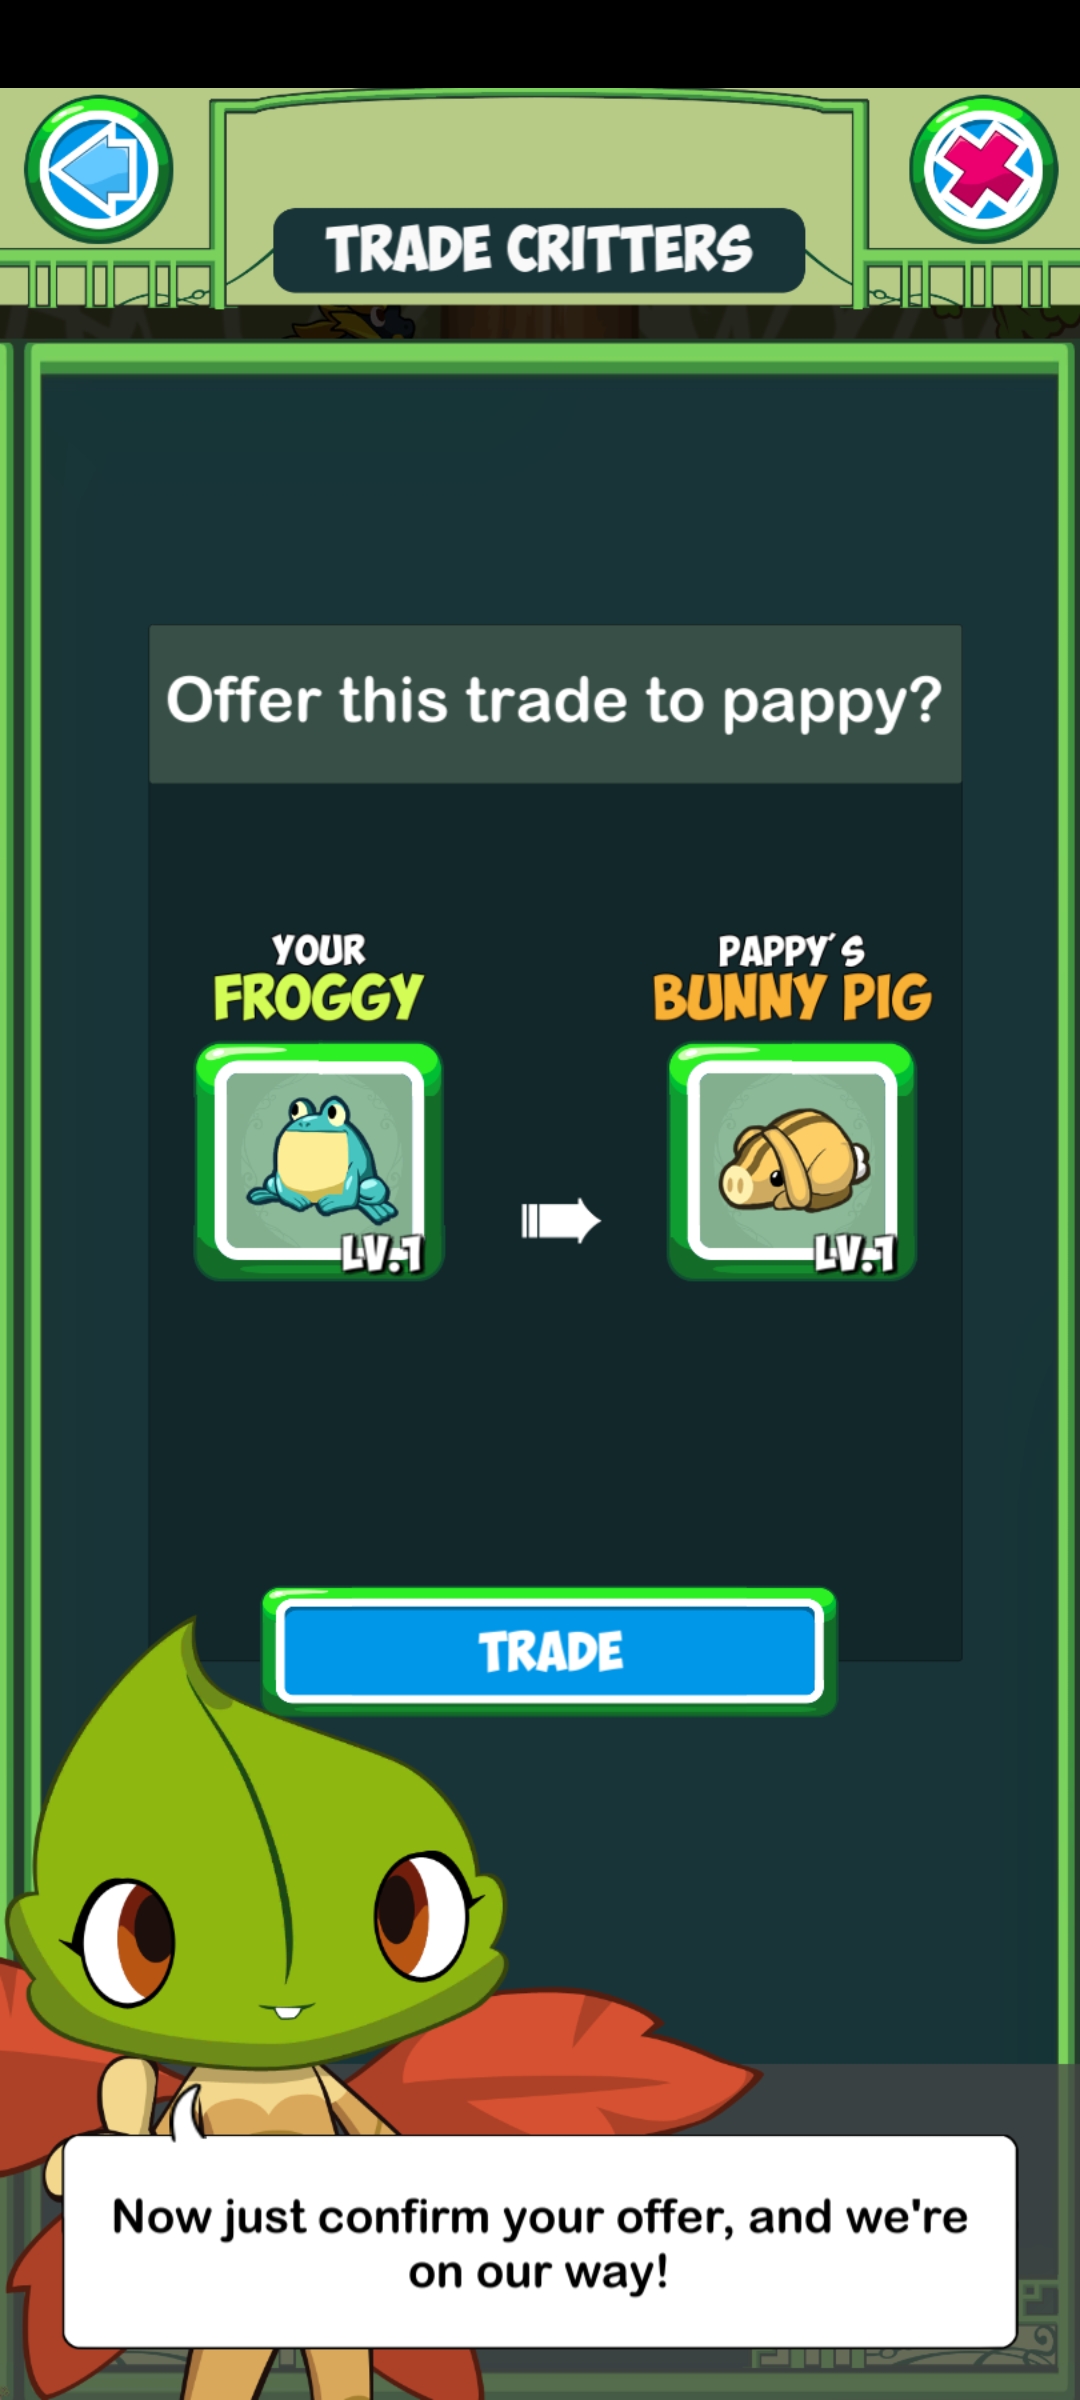 TRADE CRITTERS
Offer this trade to pappy?
YOUR
FROGGY
PAPPY´S
BUNNY PIG
LV.1
LV.1
TRADE
Now just confirm your offer, and we're
on our way!